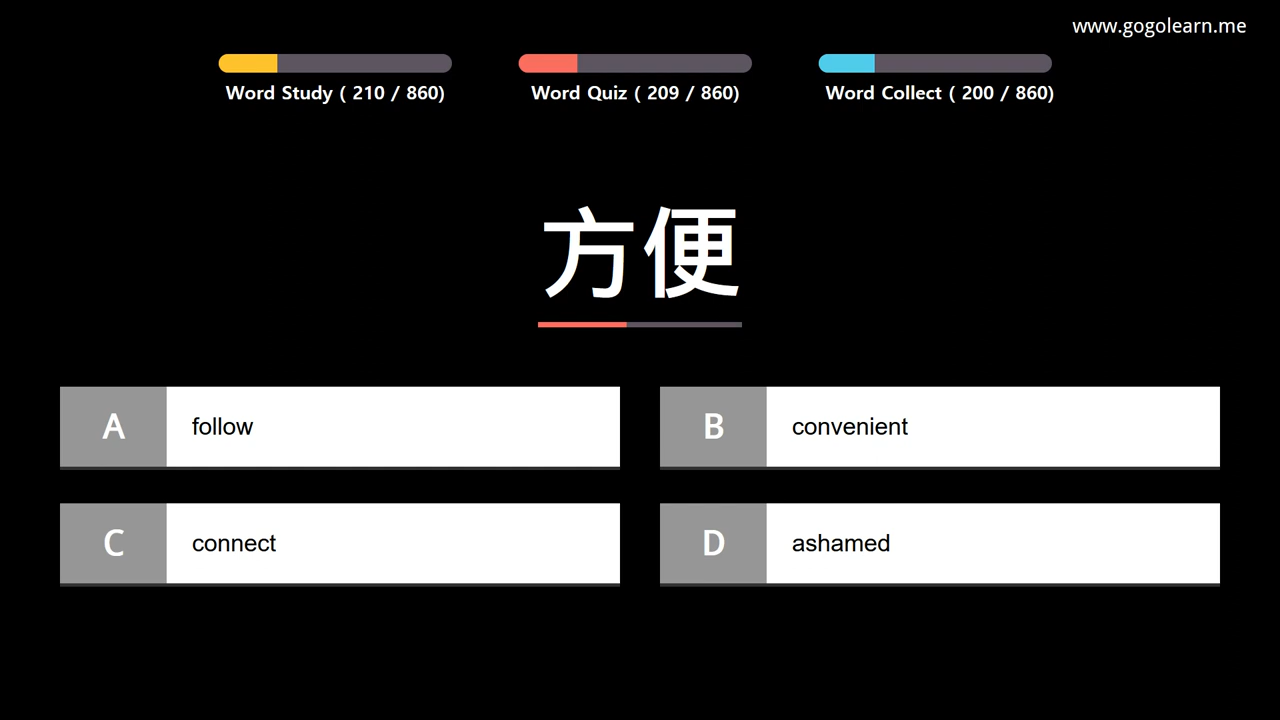 www.gogolearn.me
Word Study ( 210 / 860)
Word Quiz ( 209 / 860)
Word Collect ( 200 / 860)
方便
A follow
B convenient
C connect
D ashamed